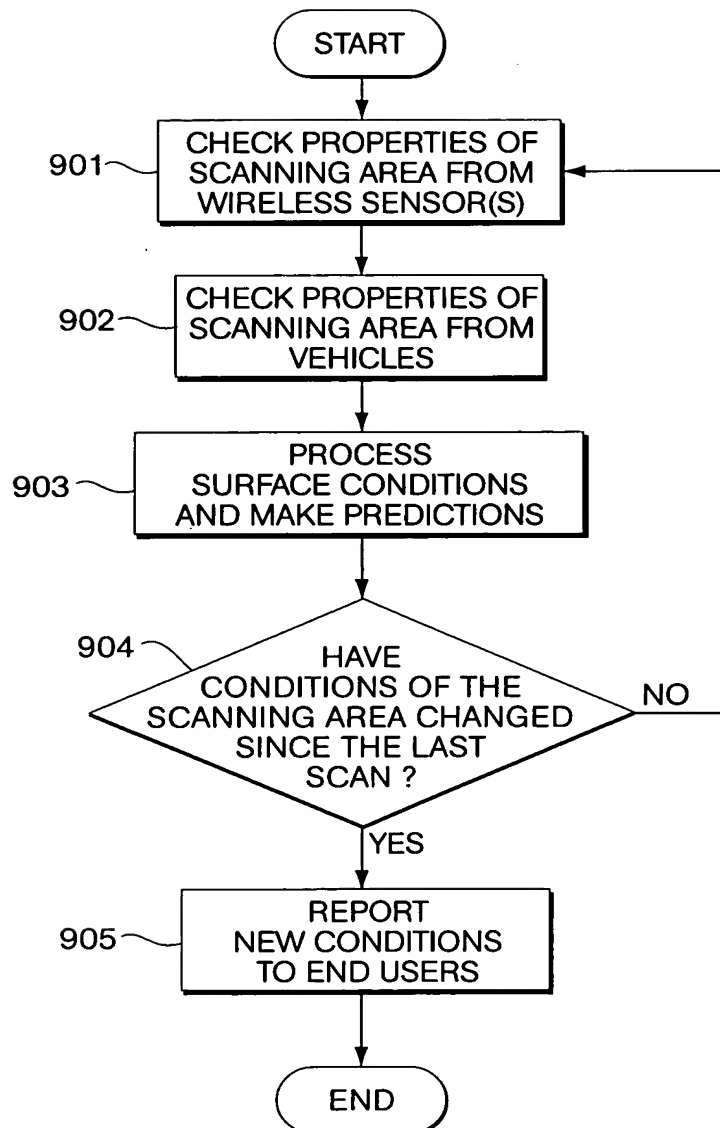 START
901
CHECK PROPERTIES OF
SCANNING AREA FROM
WIRELESS SENSOR(S)
902
CHECK PROPERTIES OF
SCANNING AREA FROM
VEHICLES
903
PROCESS
SURFACE CONDITIONS
AND MAKE PREDICTIONS
904
HAVE
CONDITIONS OF THE
SCANNING AREA CHANGED
SINCE THE LAST
SCAN ?
NO
YES
905
REPORT
NEW CONDITIONS
TO END USERS
END